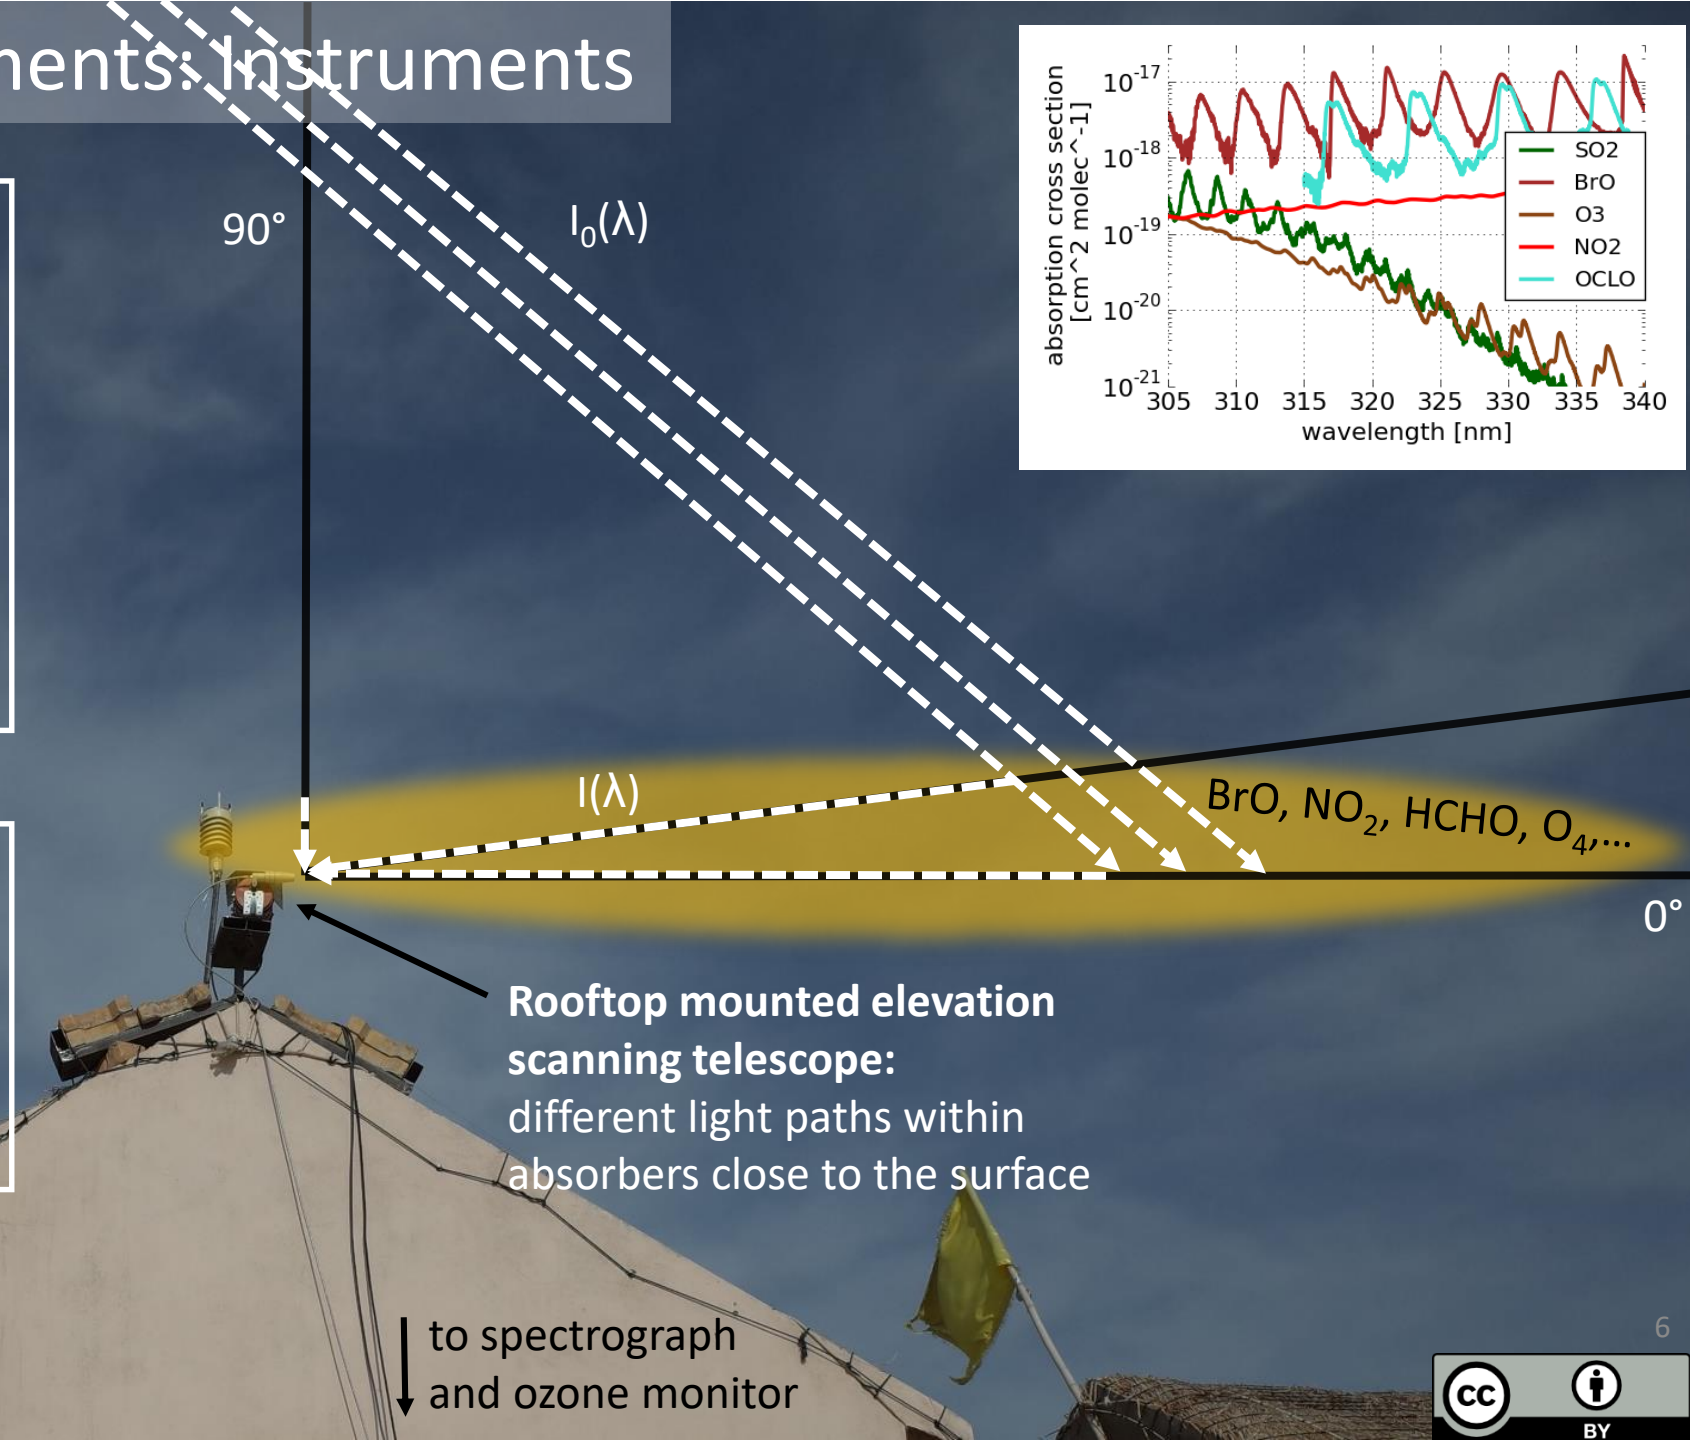 ments: Instruments
90°
I₀(λ)
absorption cross section
[cm^2 molec^-1]
10⁻¹⁷
10⁻¹⁸
10⁻¹⁹
10⁻²⁰
10⁻²¹
SO2
BrO
O3
NO2
OCLO
305 310 315 320 325 330 335 340
wavelength [nm]
I(λ)
BrO, NO₂, HCHO, O₄,...
0°
Rooftop mounted elevation
scanning telescope:
different light paths within
absorbers close to the surface
to spectrograph
and ozone monitor
6
cc
BY